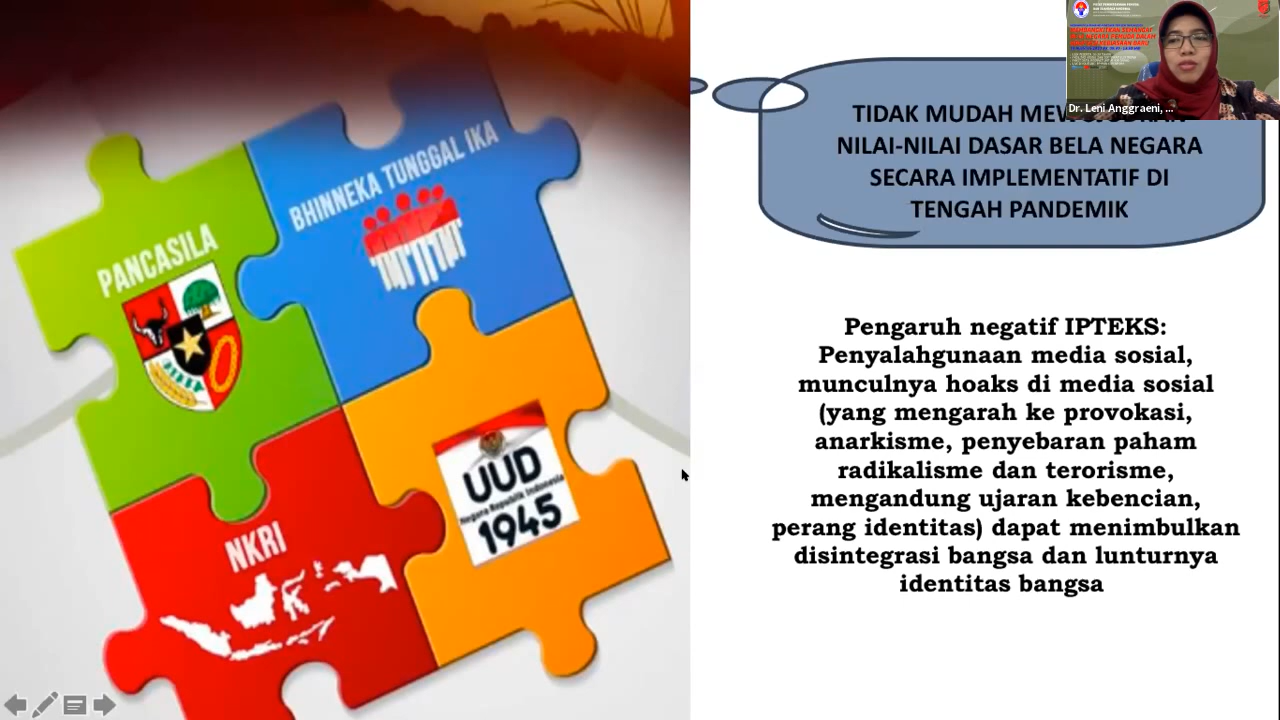 PANCASILA
BHINNEKA TUNGGAL IKA
NKRI
UUD
Negara Republik Indonesia
1945
TIDAK MUDAH
NILAI-NILAI DASAR BELA NEGARA
SECARA IMPLEMENTATIF DI
TENGAH PANDEMIK
Pengaruh negatif IPTEKS:
Penyalahgunaan media sosial,
munculnya hoaks di media sosial
(yang mengarah ke provokasi,
anarkisme, penyebaran paham
radikalisme dan terorisme,
mengandung ujaran kebencian,
perang identitas) dapat menimbulkan
disintegrasi bangsa dan lunturnya
identitas bangsa
Dr. Leni Anggraeni, ...